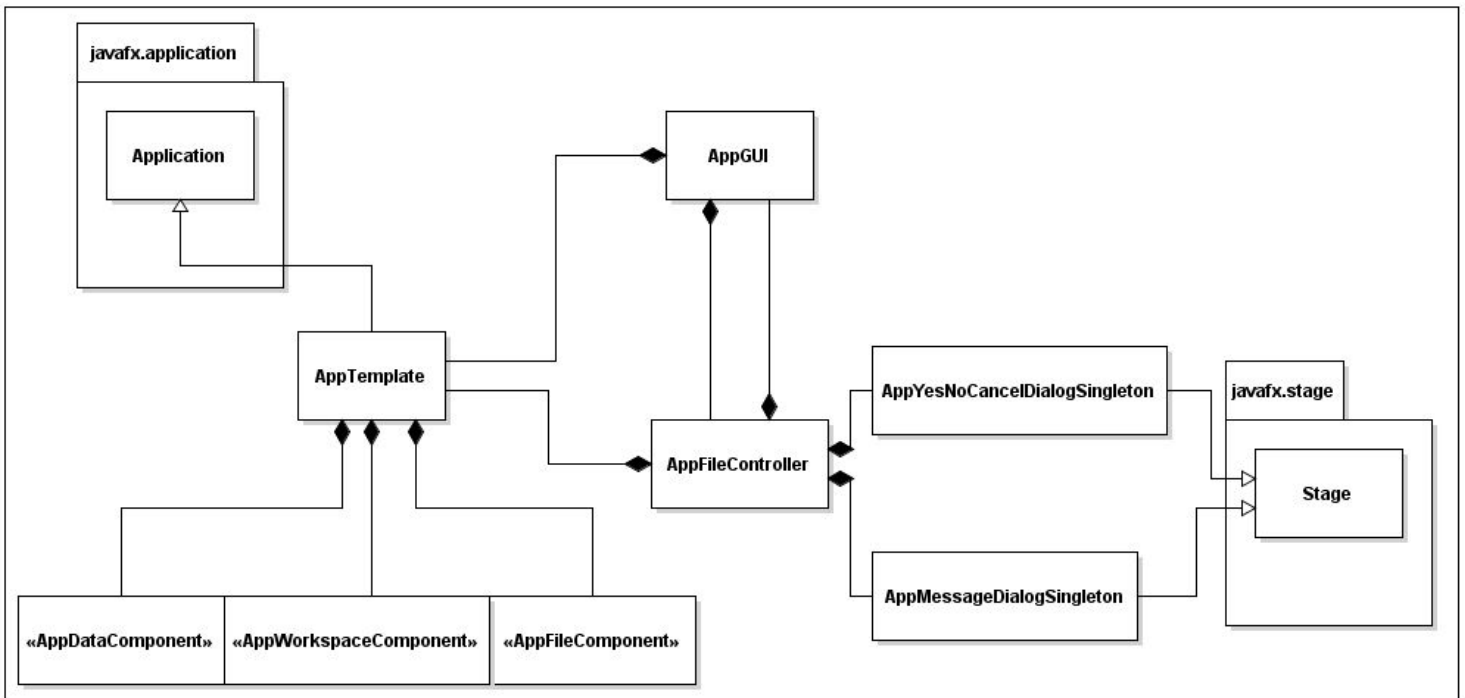 javafx.application
Application
AppGUI
AppTemplate
AppYesNoCancelDialogSingleton
javafx.stage
AppFileController
Stage
AppMessageDialogSingleton
«AppDataComponent»
«AppWorkspaceComponent»
«AppFileComponent»